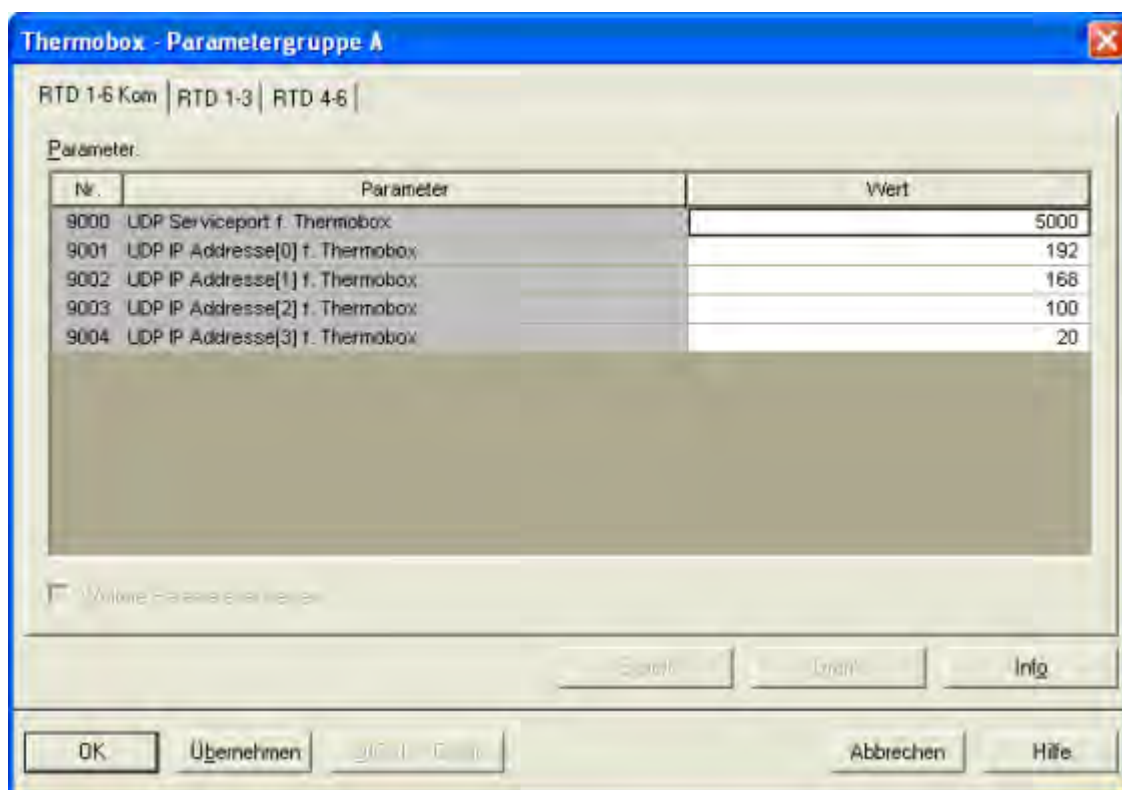 Thermobox - Parametergruppe A
RTD 1-6 Kom RTD 1-3 RTD 4-6
Parameter:
Nr. Parameter Wert
9000 UDP Serviceport f. Thermobox 5000
9001 UDP IP Addresse[0] f. Thermobox 192
9002 UDP IP Addresse[1] f. Thermobox 168
9003 UDP IP Addresse[2] f. Thermobox 100
9004 UDP IP Addresse[3] f. Thermobox 20
Info
OK Übernehmen Abbrechen Hilfe